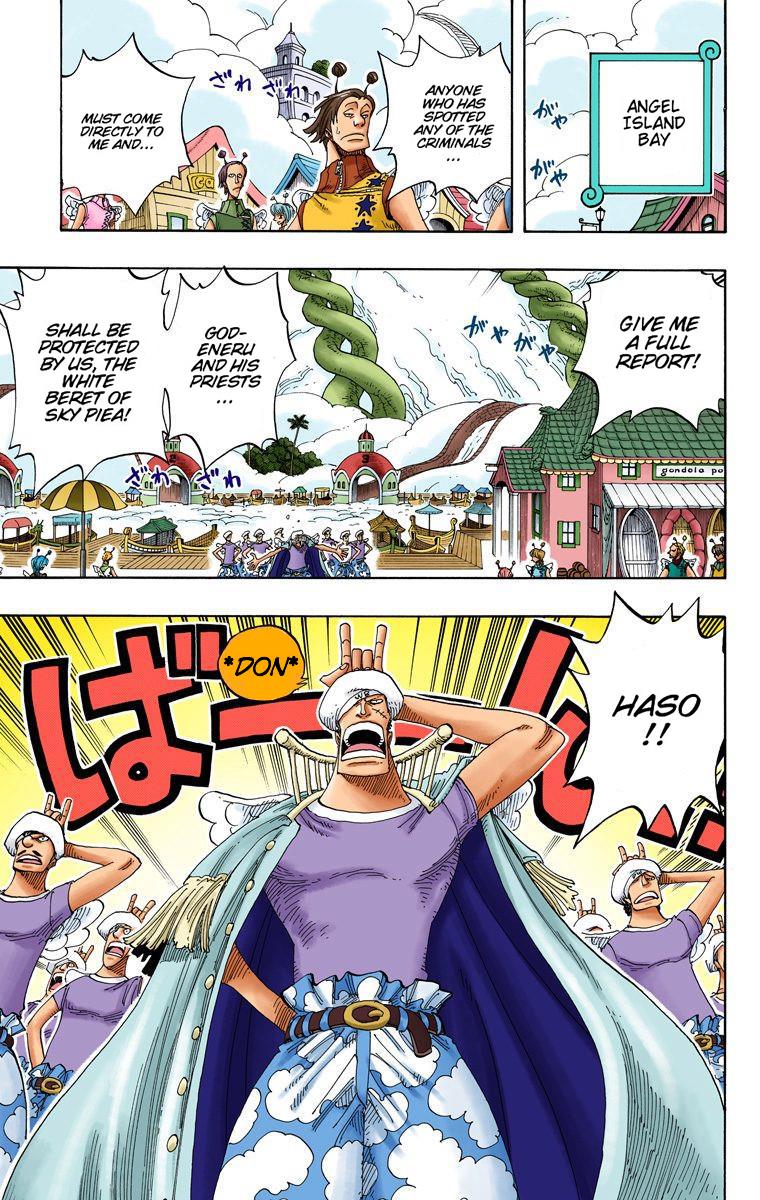 ANGEL
ISLAND
BAY
がや
がや
ANYONE
WHO HAS
SPOTTED
ANY OF THE
CRIMINALS
...
ざわ
ざわ
MUST COME
DIRECTLY TO
ME AND...
GIVE ME
A FULL
REPORT!
がやがや
GOD-
ENERU AND HIS
PRIESTS
...
SHALL BE
PROTECTED
BY US, THE
WHITE
BERET OF
SKY PIEA!
ざわ
ざわ
2
3
gondola po
HASO
!!
*DON*
ばーーん